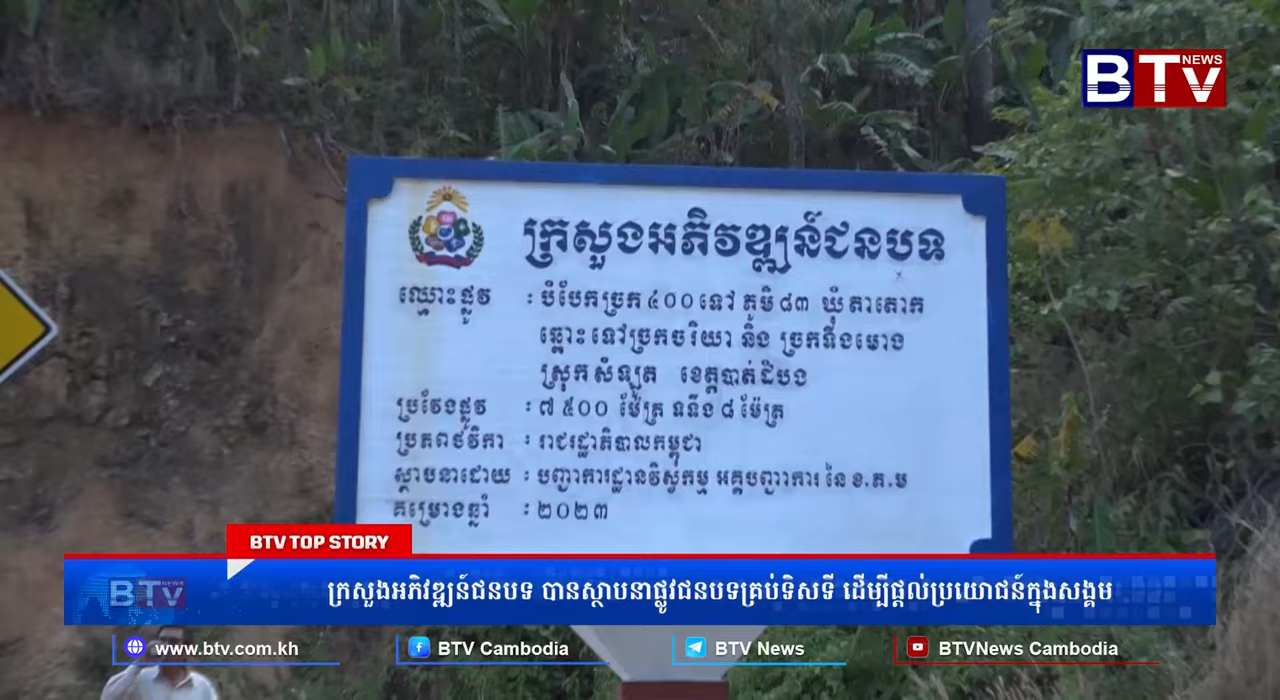 BTV NEWS
ក្រសួងអភិវឌ្ឍន៍ជនបទ
ឈ្មោះផ្លូវ : បំបែកច្រក ៤០០ ទៅ ភូមិ ៨៣ ឃុំ តាតោក
ឆ្ពោះទៅច្រកចរិយា និង ច្រកទឹងមោង
ស្រុកសំឡូត ខេត្តបាត់ដំបង
ប្រវែងផ្លូវ : ៧ ៥០០ ម៉ែត្រ ទទឹង ៨ ម៉ែត្រ
ប្រភពថវិកា : រាជរដ្ឋាភិបាលកម្ពុជា
ស្ថាបនាដោយ : បញ្ជាការដ្ឋានវិស្វកម្ម អគ្គបញ្ជាការ នៃ ខ.ភ.ម
គម្រោងឆ្នាំ : ២០២៣
BTV TOP STORY
BTV NEWS
ក្រសួងអភិវឌ្ឍន៍ជនបទ បានស្ថាបនាផ្លូវជនបទគ្រប់ទិសទី ដើម្បីផ្តល់ប្រយោជន៍ក្នុងសង្គម
www.btv.com.kh
BTV Cambodia
BTV News
BTVNews Cambodia